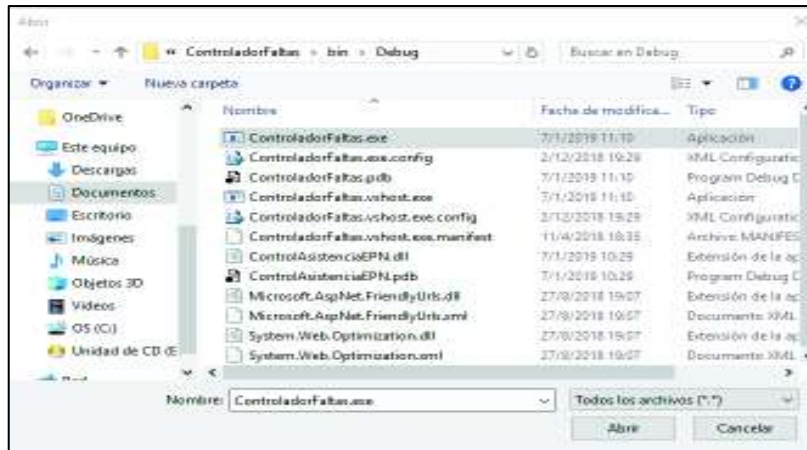 Abrir
« ControladorFaltas › bin › Debug
Buscar en Debug
Organizar
Nueva carpeta
OneDrive
Este equipo
Descargas
Documentos
Escritorio
Imágenes
Música
Objetos 3D
Videos
OS (C:)
Unidad de CD (E
Nombre Fecha de modifica... Tipo
ControladorFaltas.exe 7/1/2019 11:10 Aplicación
ControladorFaltas.exe.config 2/12/2018 19:29 XML Configuratic
ControladorFaltas.pdb 7/1/2019 11:10 Program Debug D
ControladorFaltas.vshost.exe 7/1/2019 11:10 Aplicación
ControladorFaltas.vshost.exe.config 2/12/2018 19:29 XML Configuratic
ControladorFaltas.vshost.exe.manifest 11/4/2018 18:35 Archivo MANIFES
ControlAsistenciaEPN.dll 7/1/2019 10:29 Extensión de la ap
ControlAsistenciaEPN.pdb 7/1/2019 10:29 Program Debug D
Microsoft.AspNet.FriendlyUrls.dll 27/8/2018 19:07 Extensión de la ap
Microsoft.AspNet.FriendlyUrls.xml 27/8/2018 19:07 Documento XML
System.Web.Optimization.dll 27/8/2018 19:07 Extensión de la ap
System.Web.Optimization.xml 27/8/2018 19:07 Documento XML
Nombre: ControladorFaltas.exe
Todos los archivos (*.*)
Abrir Cancelar